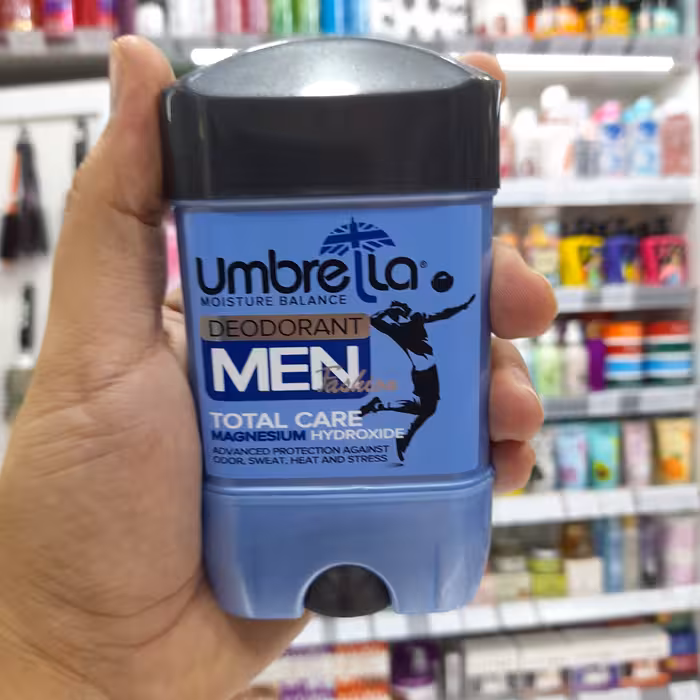 umbrella®
MOISTURE BALANCE
DEODORANT
MEN
Fashion
TOTAL CARE
MAGNESIUM HYDROXIDE
ADVANCED PROTECTION AGAINST
ODOR, SWEAT, HEAT AND STRESS